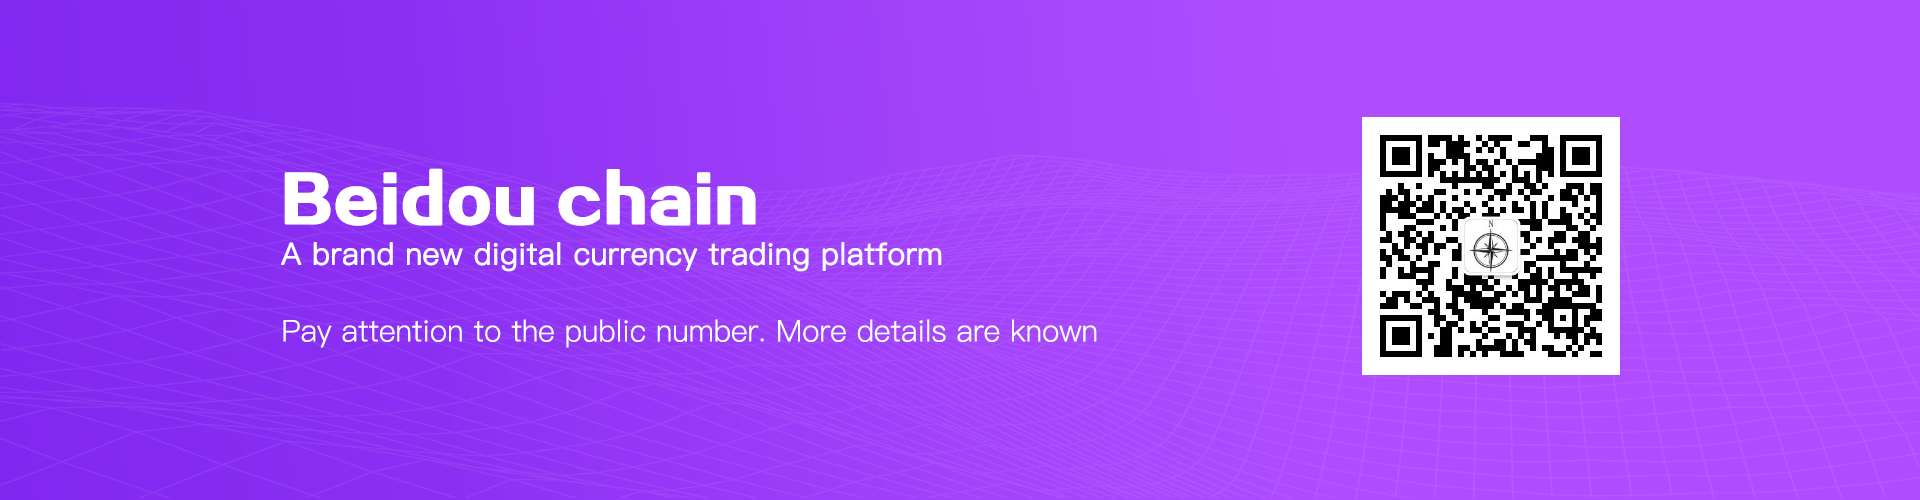 Beidou chain
A brand new digital currency trading platform
Pay attention to the public number. More details are known
N